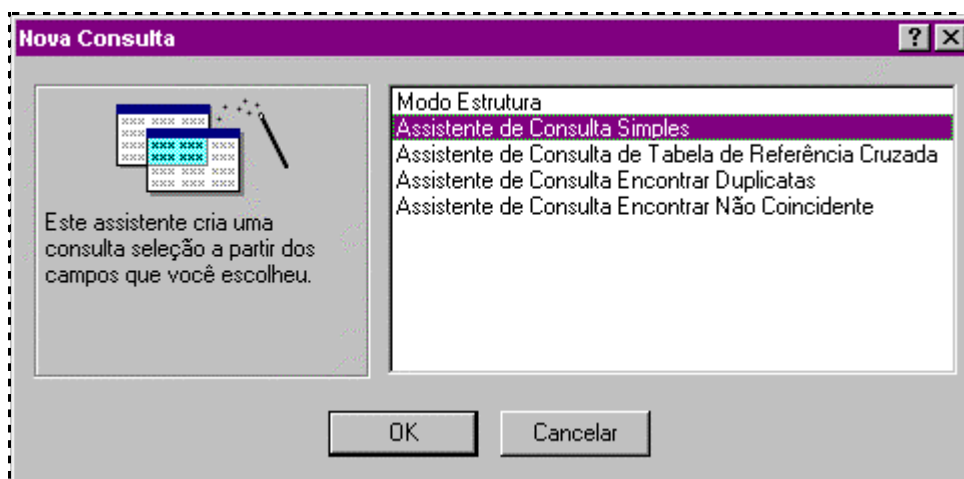 Nova Consulta
Este assistente cria uma
consulta seleção a partir dos
campos que você escolheu.
Modo Estrutura
Assistente de Consulta Simples
Assistente de Consulta de Tabela de Referência Cruzada
Assistente de Consulta Encontrar Duplicatas
Assistente de Consulta Encontrar Não Coincidente
OK
Cancelar